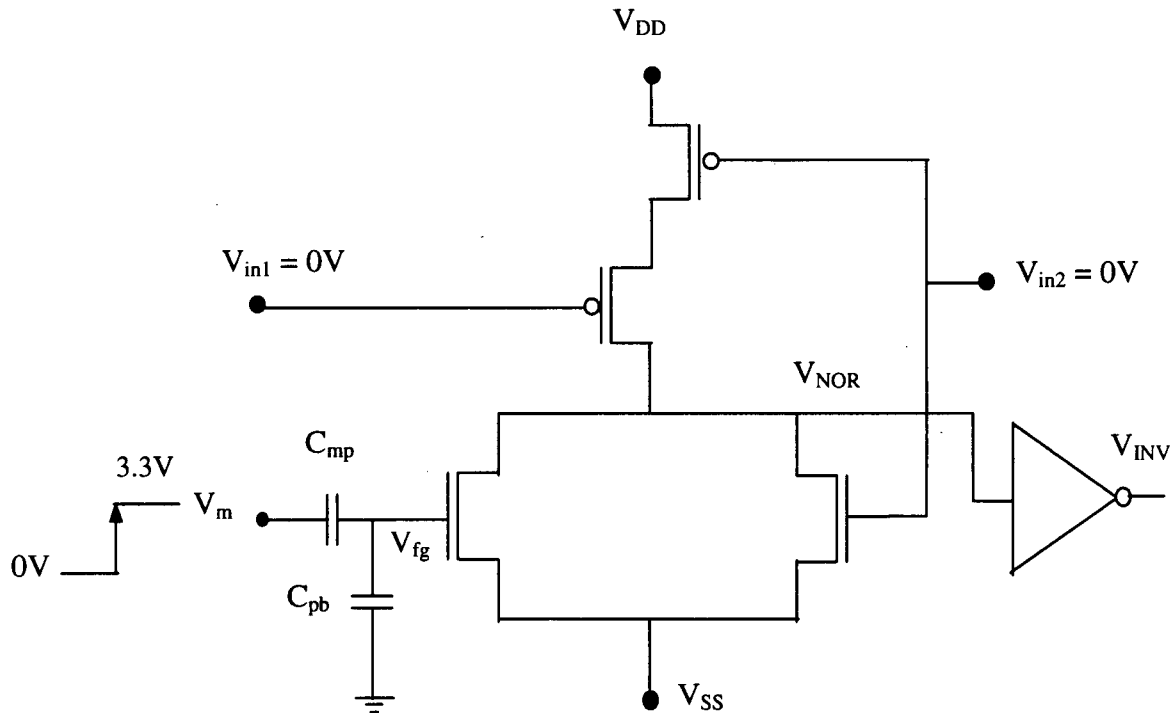 V_DD
V_in1 = 0V
V_in2 = 0V
V_NOR
C_mp
V_INV
3.3V
V_m
V_fg
0V
C_pb
V_SS